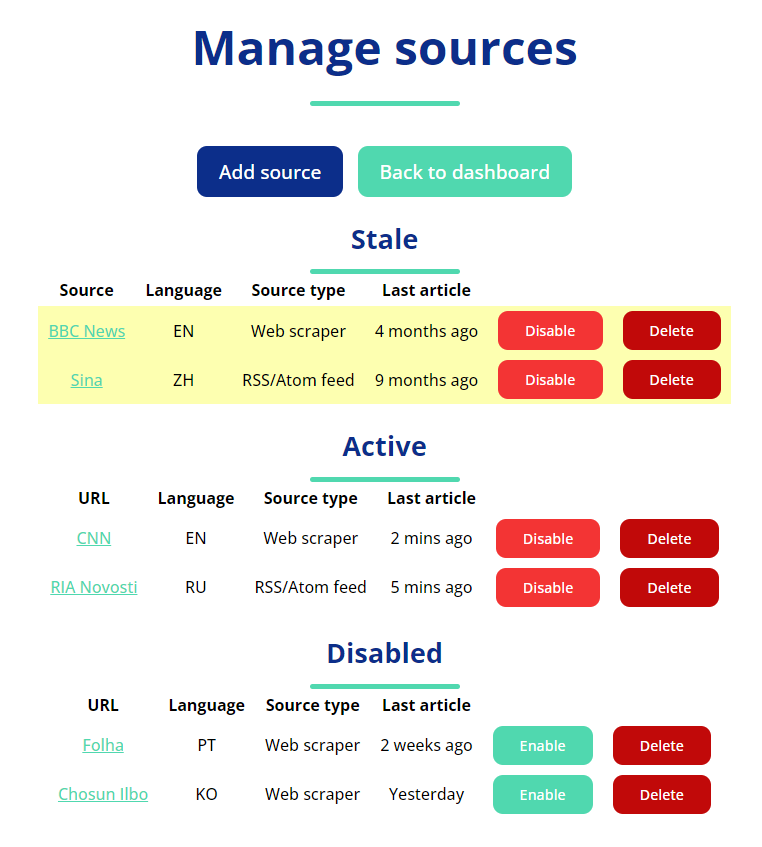 Manage sources
Add source Back to dashboard
Stale
Source Language Source type Last article
BBC News EN Web scraper 4 months ago Disable Delete
Sina ZH RSS/Atom feed 9 months ago Disable Delete
Active
URL Language Source type Last article
CNN EN Web scraper 2 mins ago Disable Delete
RIA Novosti RU RSS/Atom feed 5 mins ago Disable Delete
Disabled
URL Language Source type Last article
Folha PT Web scraper 2 weeks ago Enable Delete
Chosun Ilbo KO Web scraper Yesterday Enable Delete